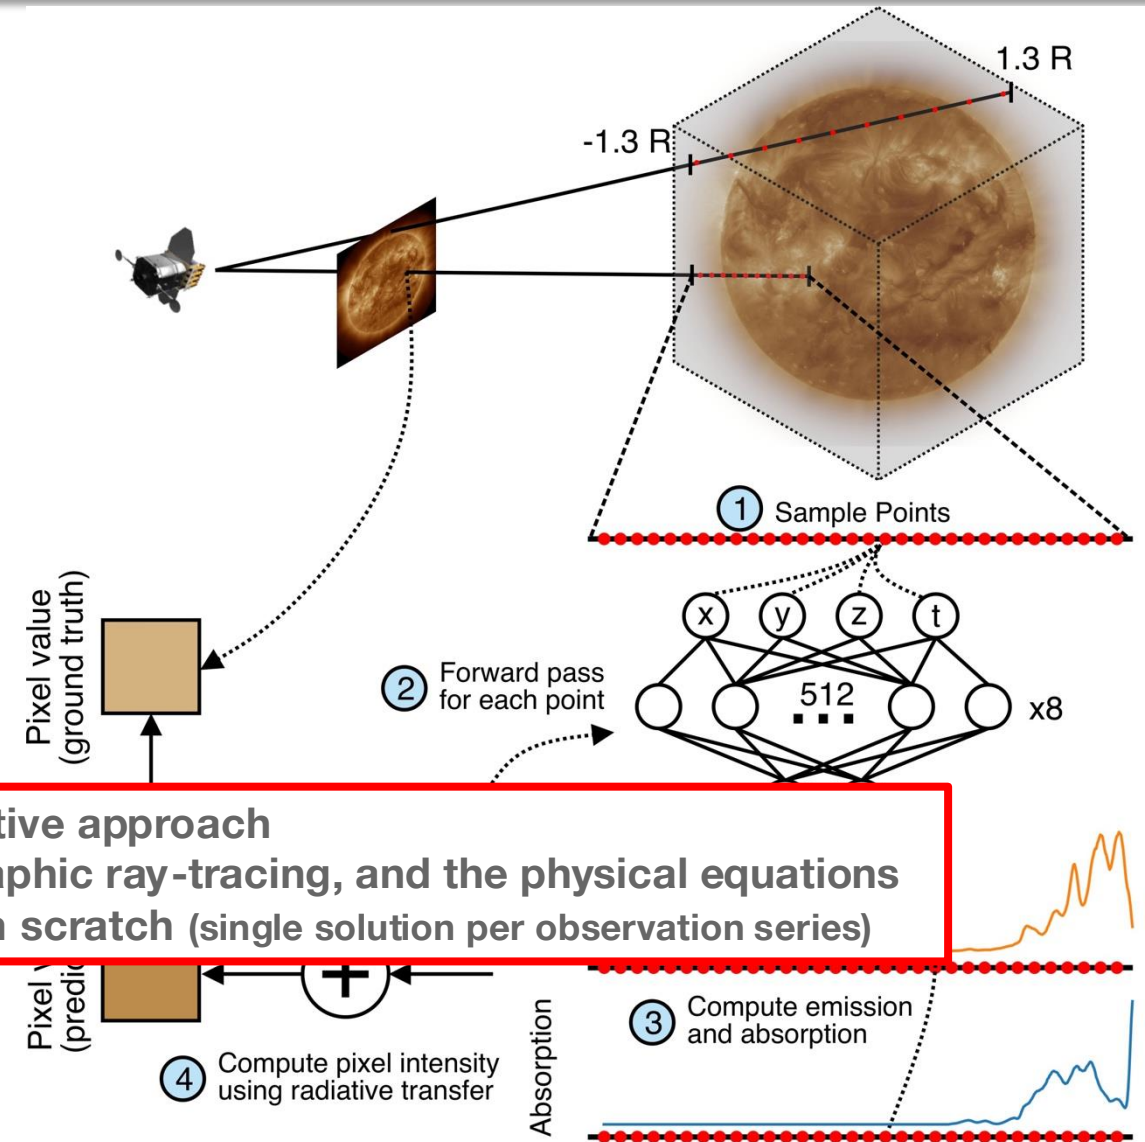 1.3 R
-1.3 R
1 Sample Points
x y z t
Pixel value
(ground truth)
2 Forward pass
for each point
512
x8
approach
ray-tracing, and the physical equations
scratch (single solution per observation series)
Pixel
+
3 Compute emission
and absorption
Absorption
4 Compute pixel intensity
using radiative transfer